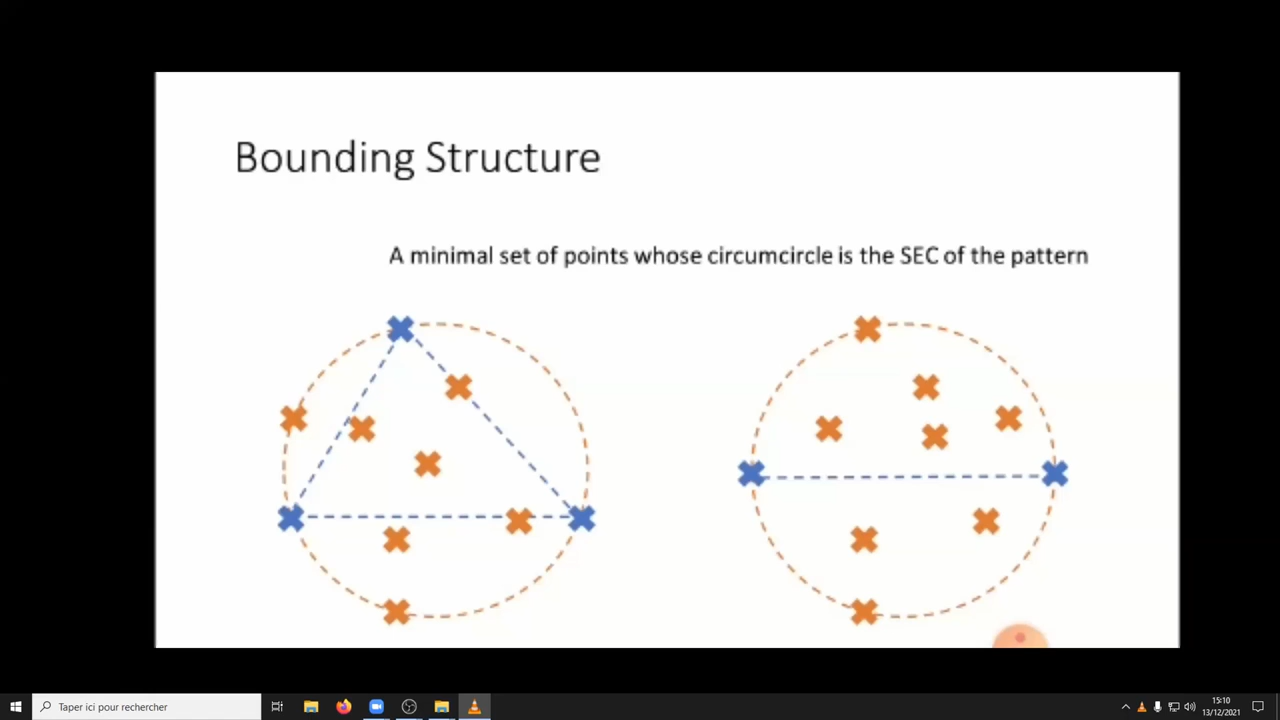 Bounding Structure
A minimal set of points whose circumcircle is the SEC of the pattern
Taper ici pour rechercher
15:10
13/12/2021